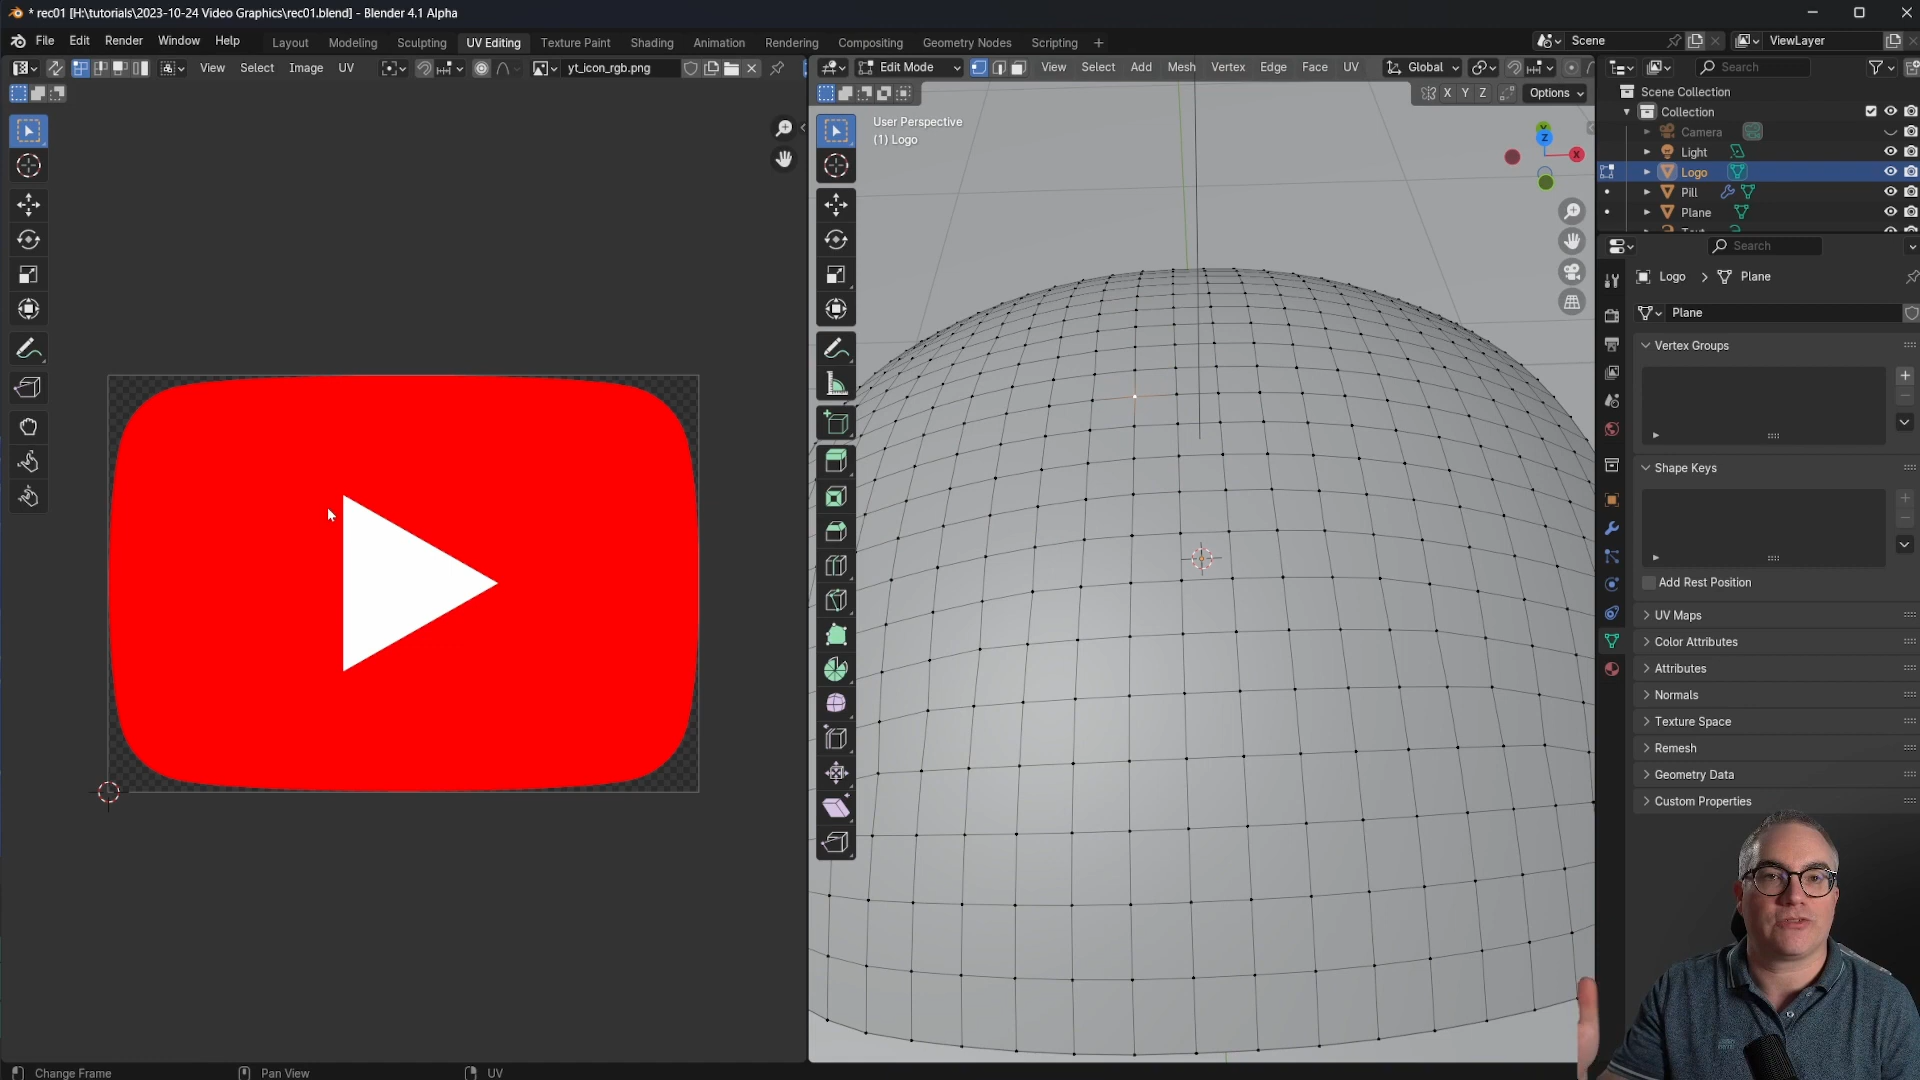 * rec01 [H:\tutorials\2023-10-24 Video Graphics\rec01.blend] - Blender 4.1 Alpha
File Edit Render Window Help Layout Modeling Sculpting UV Editing Texture Paint Shading Animation Rendering Compositing Geometry Nodes Scripting + Scene ViewLayer
View Select Image UV yt_icon_rgb.png Edit Mode View Select Add Mesh Vertex Edge Face UV Global Search
X Y Z Options
Scene Collection
User Perspective
(1) Logo
Collection
Camera
Light
Logo
Pill
Plane
Search
Logo > Plane
Plane
Vertex Groups
Shape Keys
Add Rest Position
UV Maps
Color Attributes
Attributes
Normals
Texture Space
Remesh
Geometry Data
Custom Properties
Change Frame Pan View UV